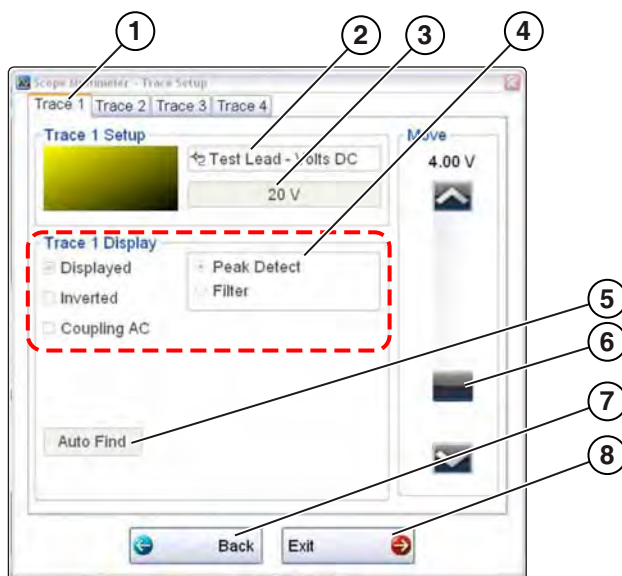 1
2
3
4
Scope Multimeter - Trace Setup
Trace 1 Trace 2 Trace 3 Trace 4
Trace 1 Setup
Move
Test Lead - Volts DC
4.00 V
20 V
Trace 1 Display
Displayed
Peak Detect
Inverted
Filter
Coupling AC
5
6
7
Auto Find
8
Back
Exit